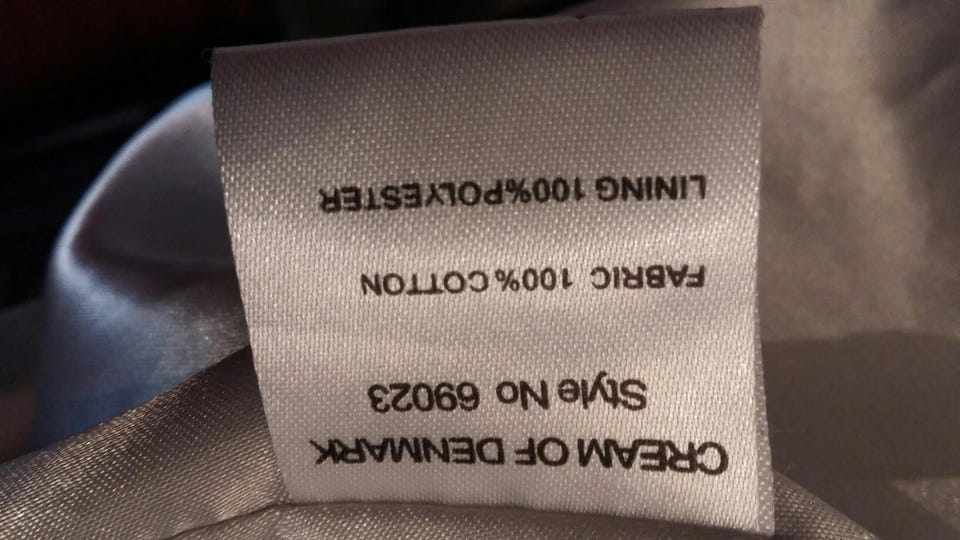 CREAM OF DENMARK
Style No 69023
FABRIC 100% COTTON
LINING 100%POLYESTER